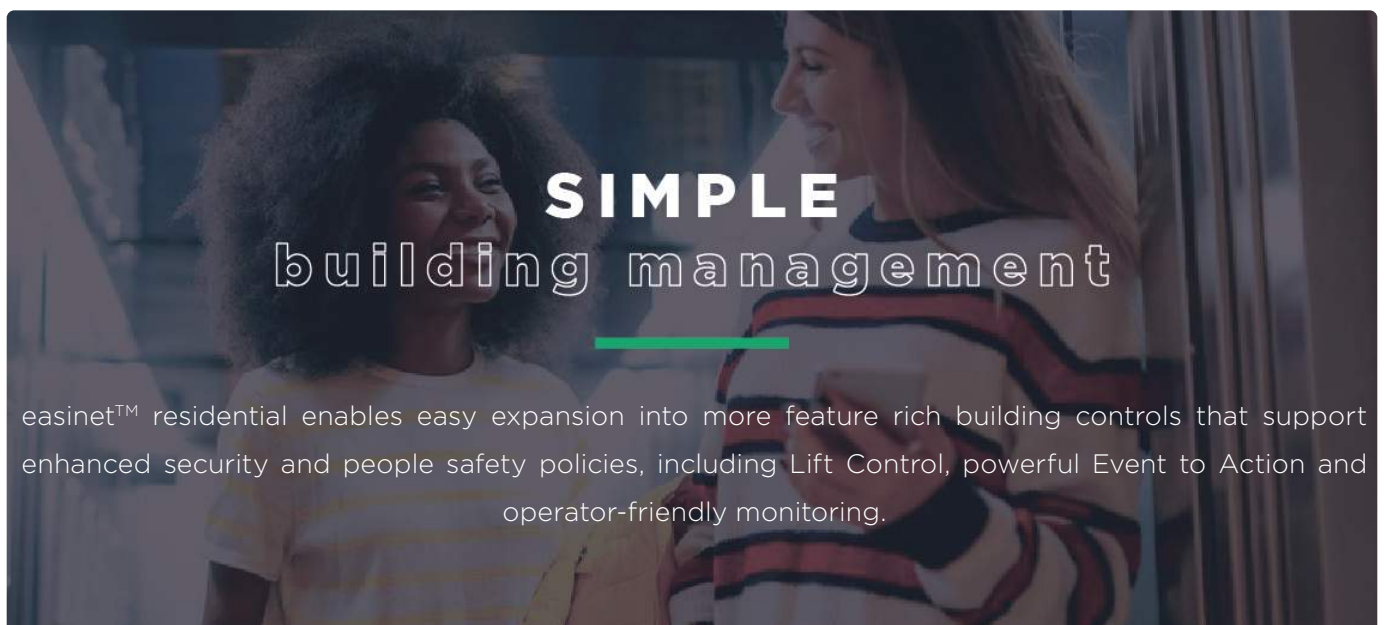 SIMPLE
building management
easinet™ residential enables easy expansion into more feature rich building controls that support
enhanced security and people safety policies, including Lift Control, powerful Event to Action and
operator-friendly monitoring.